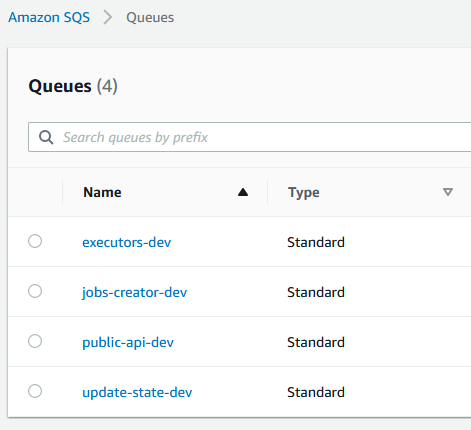 Amazon SQS > Queues
Queues (4)
Search queues by prefix
Name Type
executors-dev Standard
jobs-creator-dev Standard
public-api-dev Standard
update-state-dev Standard